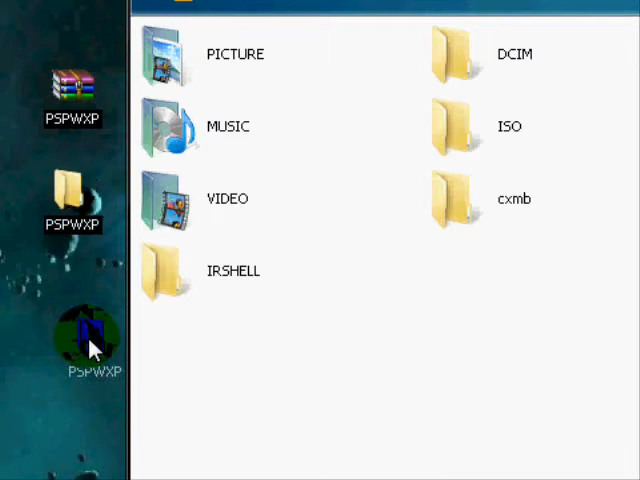 PICTURE
DCIM
PSPWXP
MUSIC
ISO
PSPWXP
VIDEO
cxmb
IRSHELL
PSPWXP